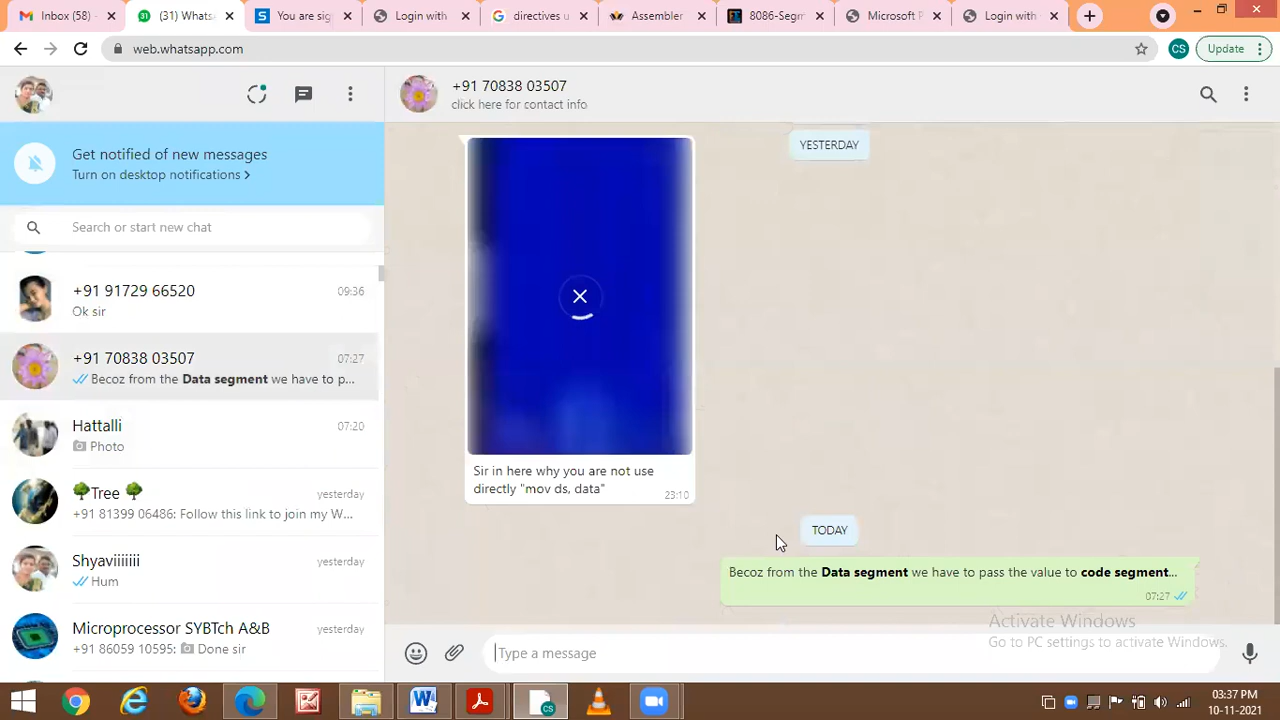 Inbox (58)
(31) Whats
You are sig
Login with
directives u
Assembler
8086-Segm
Microsoft P
Login with
web.whatsapp.com
CS
Update
+91 70838 03507
click here for contact info
Get notified of new messages
Turn on desktop notifications >
Search or start new chat
+91 91729 66520
09:36
Ok sir
+91 70838 03507
07:27
Becoz from the Data segment we have to p...
Hattalli
07:20
Photo
Tree
yesterday
+91 81399 06486: Follow this link to join my W...
Shyaviiiiiii
yesterday
Hum
Microprocessor SYBTch A&B
yesterday
+91 86059 10595: Done sir
YESTERDAY
Sir in here why you are not use
directly "mov ds, data"
23:10
TODAY
Becoz from the Data segment we have to pass the value to code segment...
07:27
Type a message
Activate Windows
Go to PC settings to activate Windows.
03:37 PM
10-11-2021